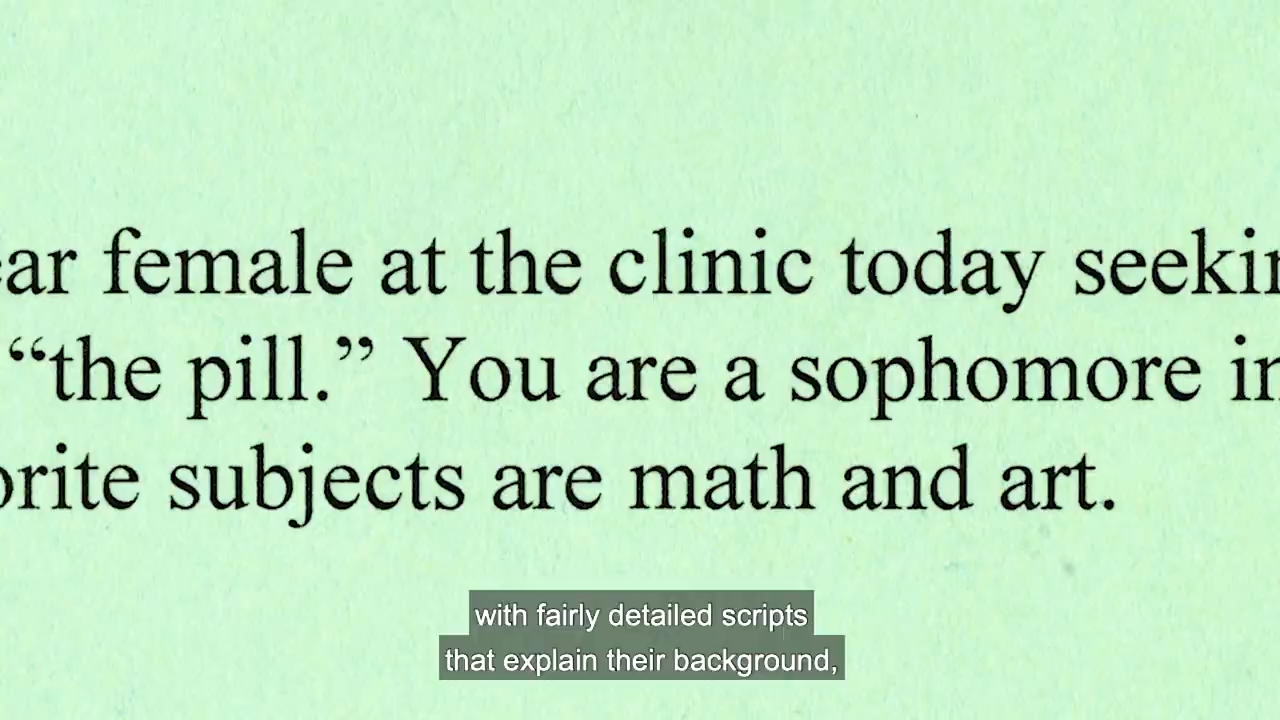 ear female at the clinic today seekin
“the pill.” You are a sophomore in
orite subjects are math and art.
with fairly detailed scripts
that explain their background,